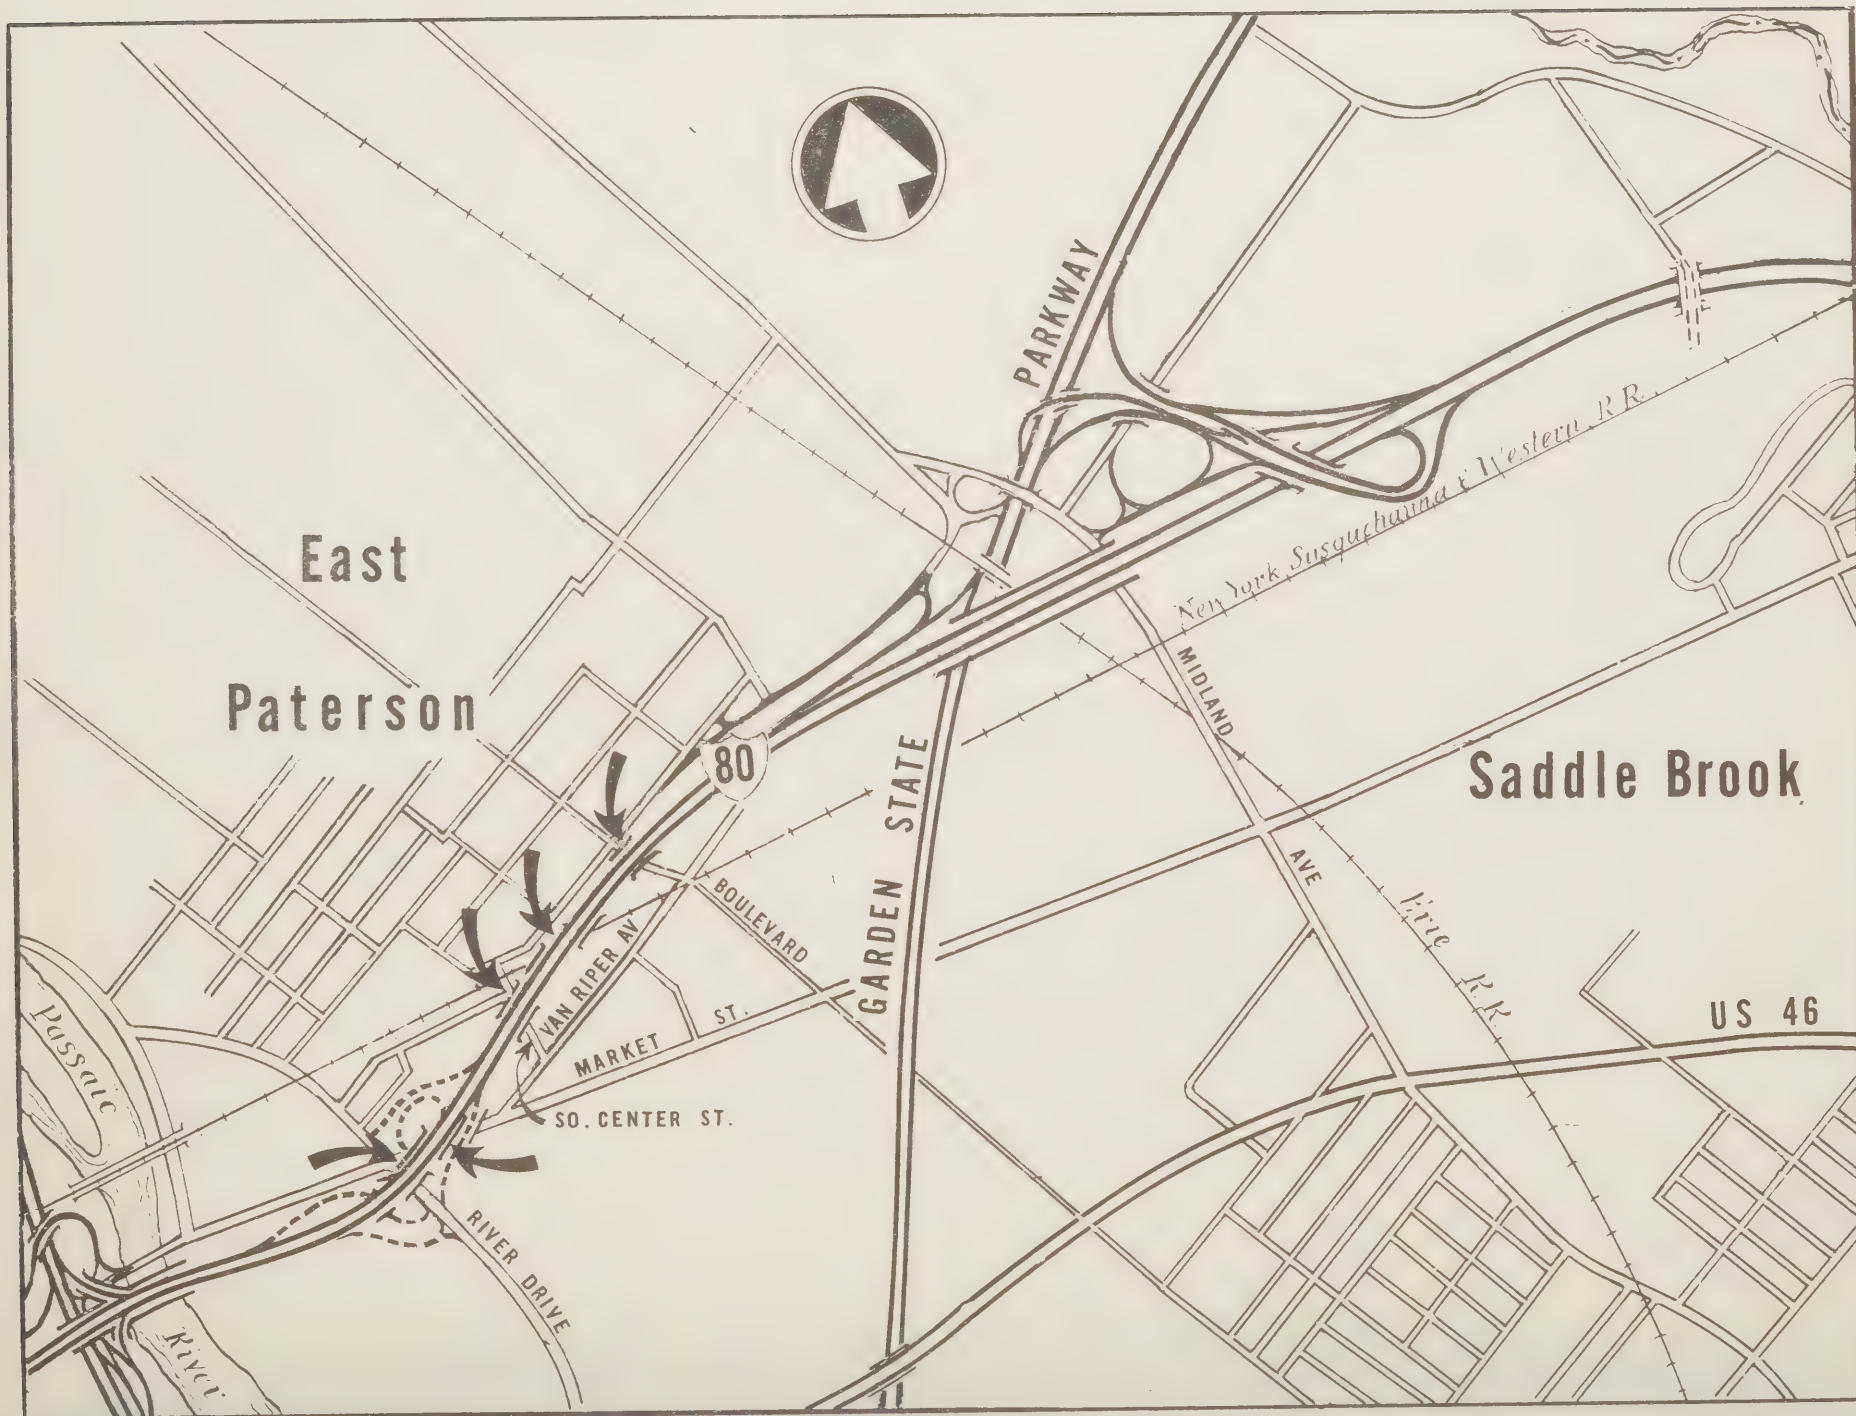 PARKWAY
East
Paterson
New York Susquehanna & Western R.R.
MIDLAND
AVE
80
Saddle Brook
GARDEN STATE
BOULEVARD
VAN RIPER AV
MARKET ST.
SO. CENTER ST.
Erie R.R.
US 46
Passaic
River
RIVER DRIVE